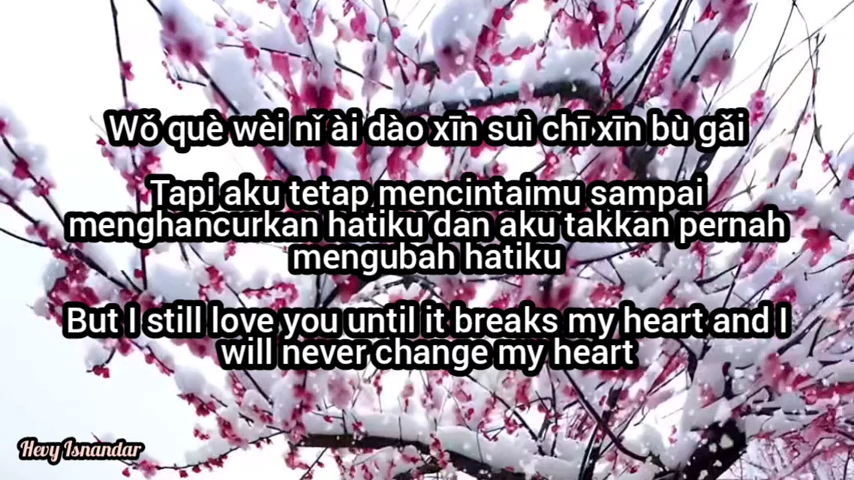 Wǒ què wèi nǐ ài dào xīn suì chī xīn bù gǎi
Tapi aku tetap mencintaimu sampai
menghancurkan hatiku dan aku takkan pernah
mengubah hatiku
But I still love you until it breaks my heart and I
will never change my heart
Hevy Isnandar